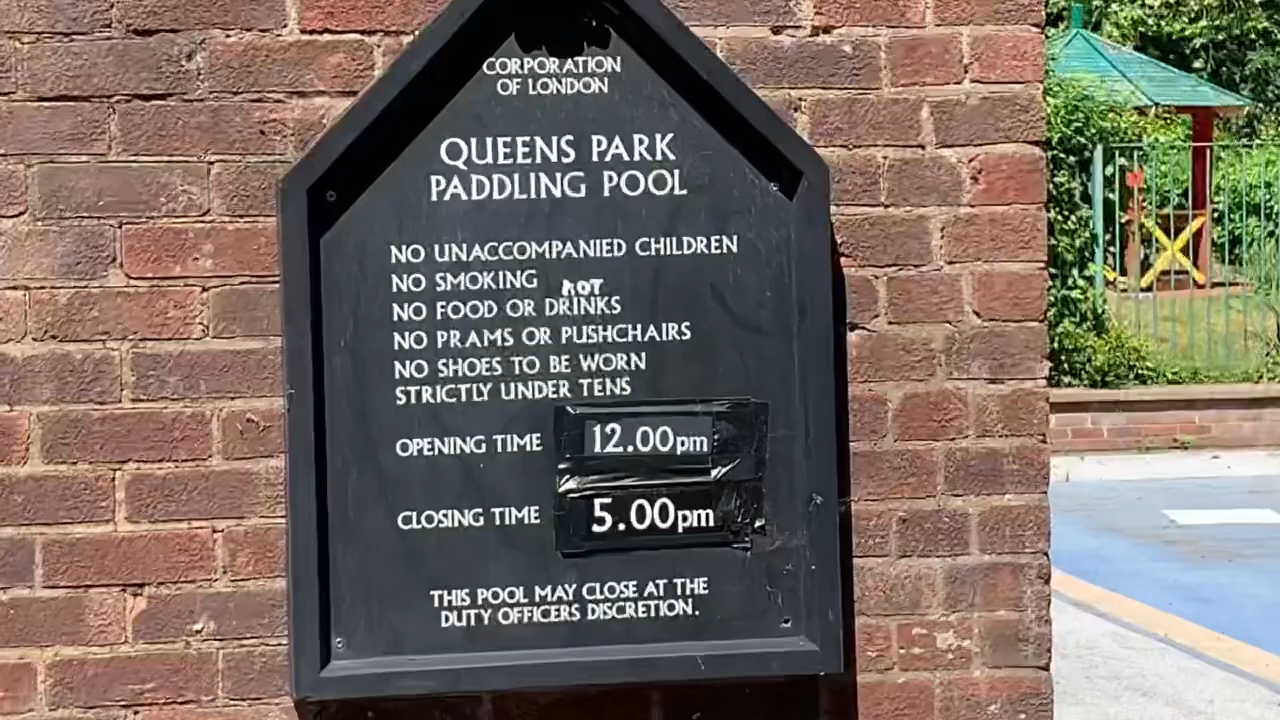 CORPORATION
OF LONDON
QUEENS PARK
PADDLING POOL
NO UNACCOMPANIED CHILDREN
NO SMOKING
HOT
NO FOOD OR DRINKS
NO PRAMS OR PUSHCHAIRS
NO SHOES TO BE WORN
STRICTLY UNDER TENS
OPENING TIME 12.00pm
CLOSING TIME 5.00pm
THIS POOL MAY CLOSE AT THE
DUTY OFFICERS DISCRETION.